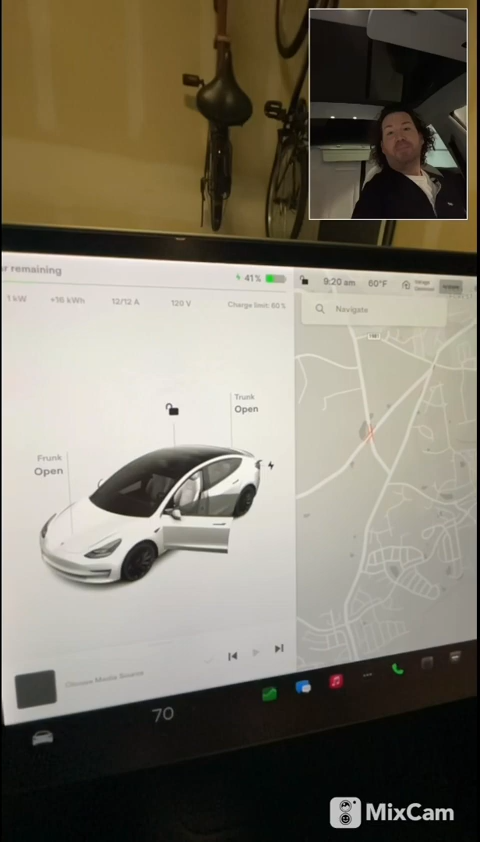 remaining
41%
9:20 am
60°F
1 kW
+16 kWh
12/12 A
120 V
Charge limit: 60%
Navigate
Trunk
Open
Frunk
Open
Choose Media Source
70
MixCam